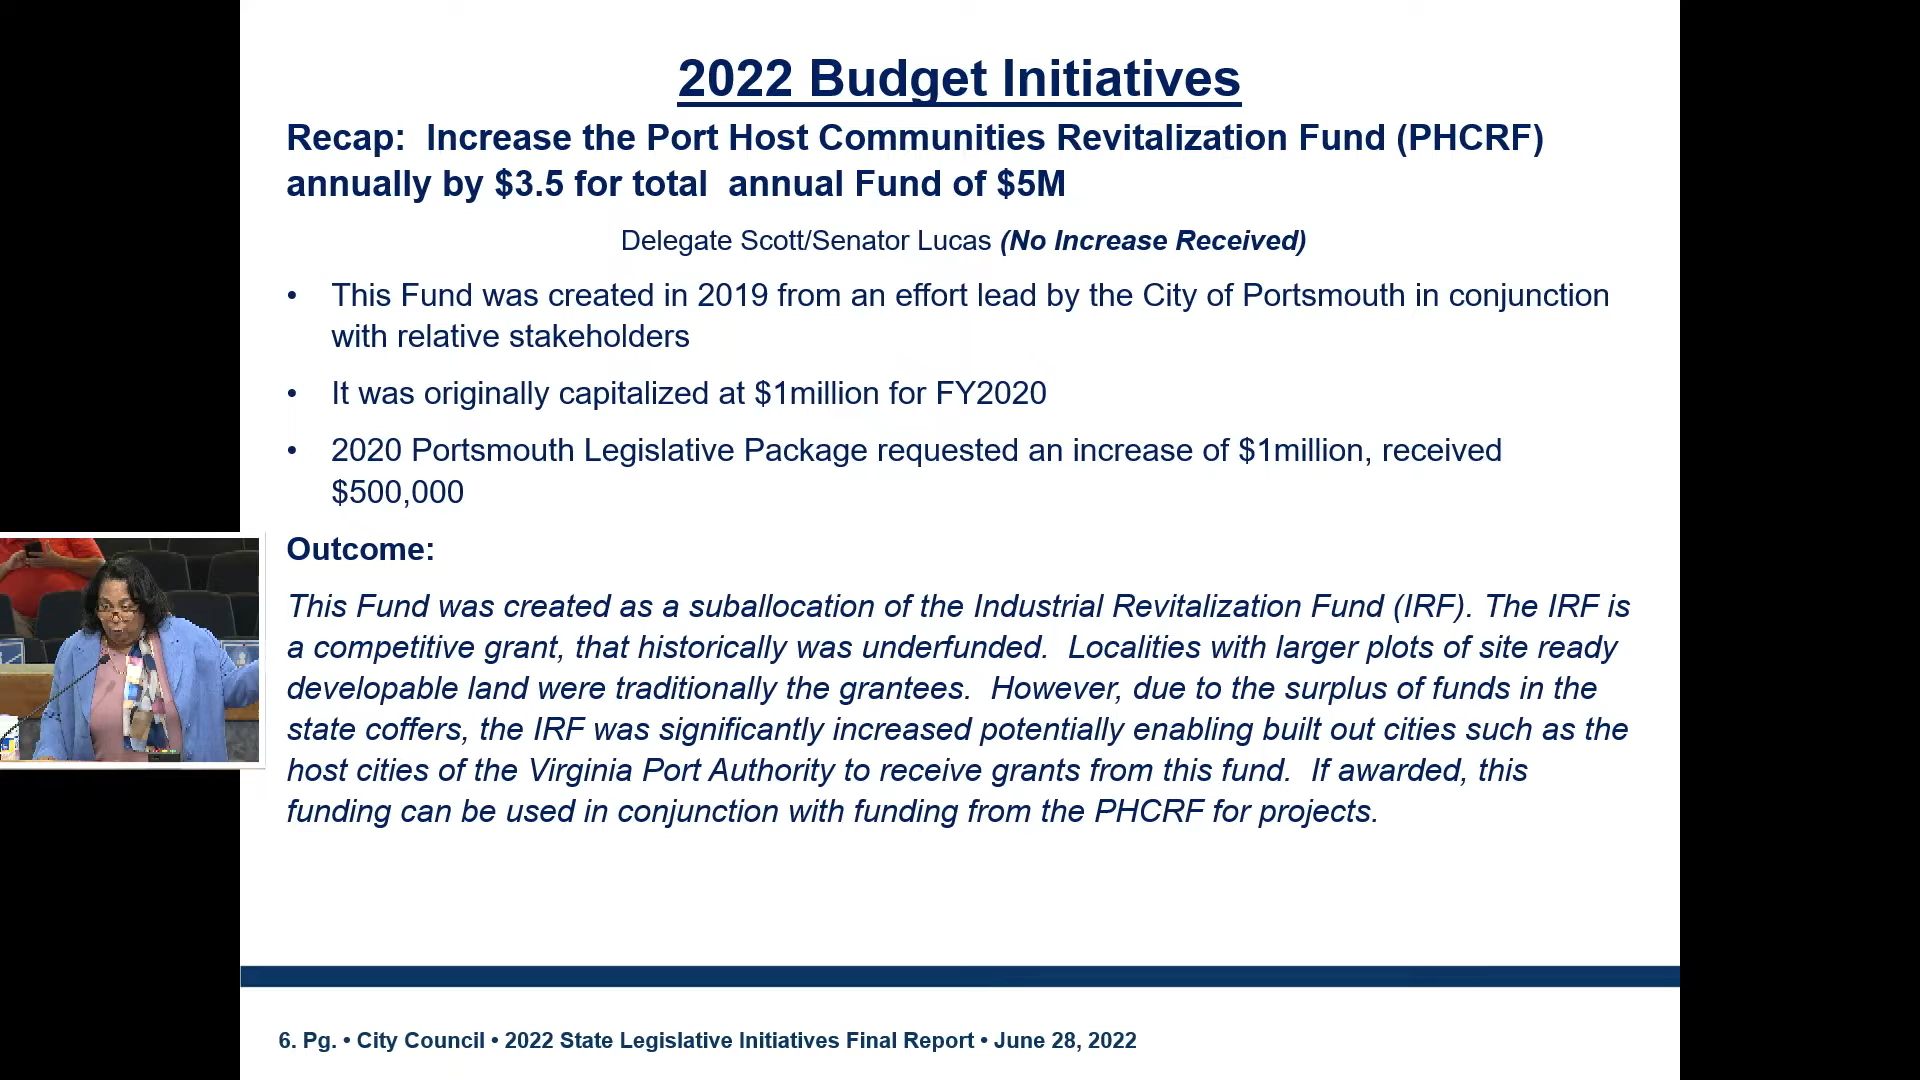 2022 Budget Initiatives
Recap:  Increase the Port Host Communities Revitalization Fund (PHCRF)
annually by $3.5 for total  annual Fund of $5M
Delegate Scott/Senator Lucas (No Increase Received)
• This Fund was created in 2019 from an effort lead by the City of Portsmouth in conjunction
with relative stakeholders
• It was originally capitalized at $1million for FY2020
• 2020 Portsmouth Legislative Package requested an increase of $1million, received
$500,000
Outcome:
This Fund was created as a suballocation of the Industrial Revitalization Fund (IRF). The IRF is
a competitive grant, that historically was underfunded.  Localities with larger plots of site ready
developable land were traditionally the grantees.  However, due to the surplus of funds in the
state coffers, the IRF was significantly increased potentially enabling built out cities such as the
host cities of the Virginia Port Authority to receive grants from this fund.  If awarded, this
funding can be used in conjunction with funding from the PHCRF for projects.
6. Pg. • City Council • 2022 State Legislative Initiatives Final Report • June 28, 2022